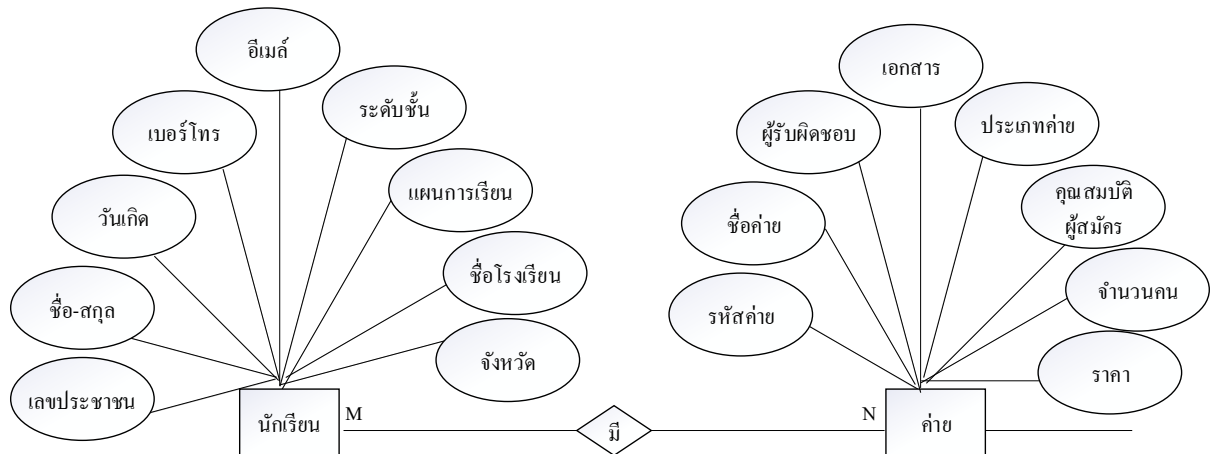 อีเมล์
เบอร์โทร
ระดับชั้น
วันเกิด
แผนการเรียน
ชื่อ-สกุล
ชื่อโรงเรียน
เลขประชาชน
จังหวัด
นักเรียน
M
มี
N
ค่าย
เอกสาร
ผู้รับผิดชอบ
ประเภทค่าย
ชื่อค่าย
คุณสมบัติ
ผู้สมัคร
รหัสค่าย
จำนวนคน
ราคา